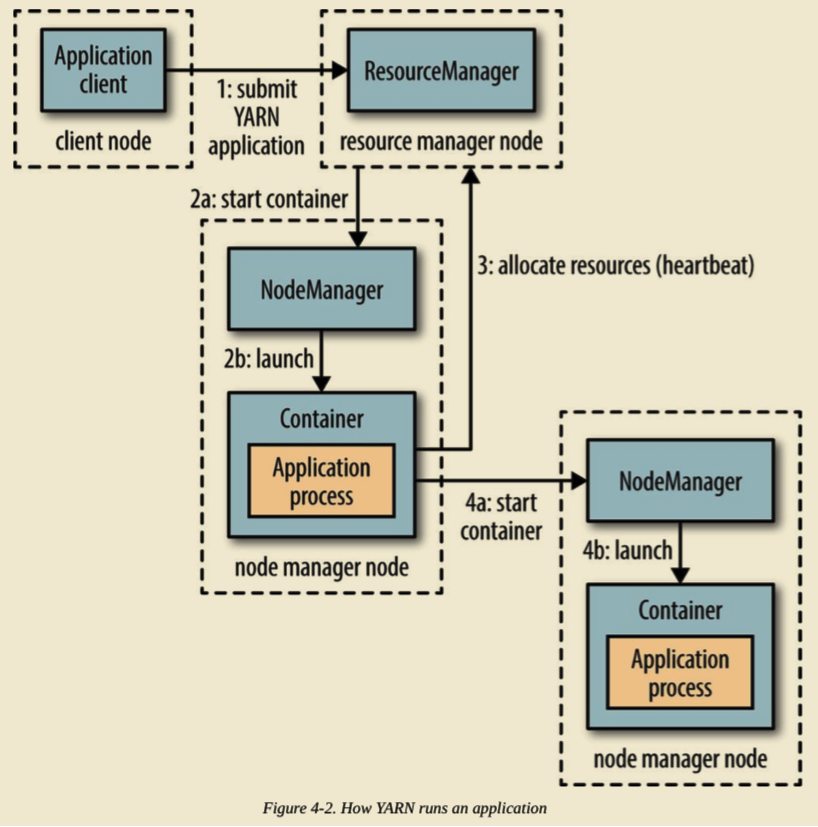 Application
client
client node
1: submit
YARN
application
ResourceManager
resource manager node
2a: start container
NodeManager
2b: launch
Container
Application
process
node manager node
3: allocate resources (heartbeat)
4a: start
container
NodeManager
4b: launch
Container
Application
process
node manager node
Figure 4-2. How YARN runs an application